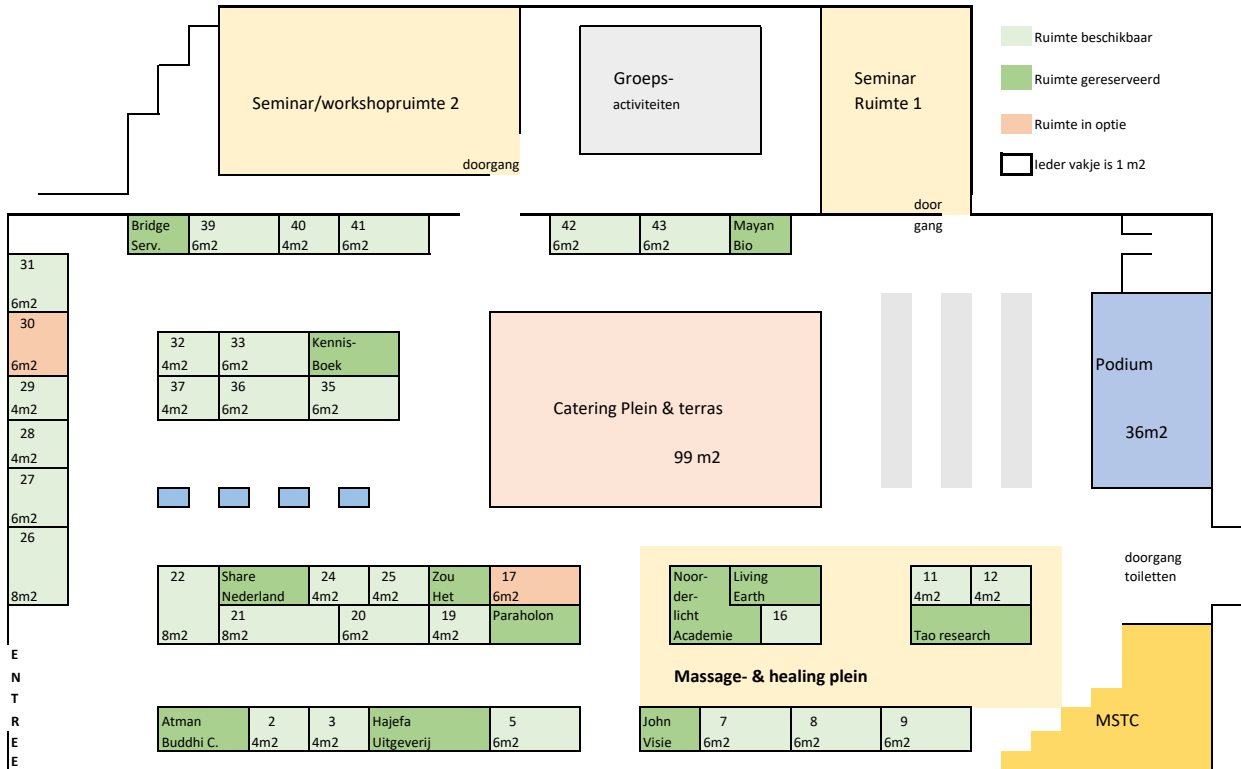 Ruimte beschikbaar
Ruimte gereserveerd
Ruimte in optie
Ieder vakje is 1 m2
Seminar/workshopruimte 2
doorgang
Groeps-
activiteiten
Seminar
Ruimte 1
door
gang
Bridge
Serv.
39
6m2
40
4m2
41
6m2
42
6m2
43
6m2
Mayan
Bio
31
6m2
30
6m2
29
4m2
28
4m2
27
6m2
26
8m2
32
4m2
33
6m2
Kennis-
Boek
37
4m2
36
6m2
35
6m2
Catering Plein & terras
99 m2
Podium
36m2
doorgang
toiletten
22
8m2
Share
Nederland
24
4m2
25
4m2
Zou
Het
17
6m2
21
8m2
20
6m2
19
4m2
Paraholon
Noor-
der-
licht
Academie
Living
Earth
16
11
4m2
12
4m2
Tao research
Massage- & healing plein
E
N
T
R
E
E
Atman
Buddhi C.
2
4m2
3
4m2
Hajefa
Uitgeverij
5
6m2
John
Visie
7
6m2
8
6m2
9
6m2
MSTC